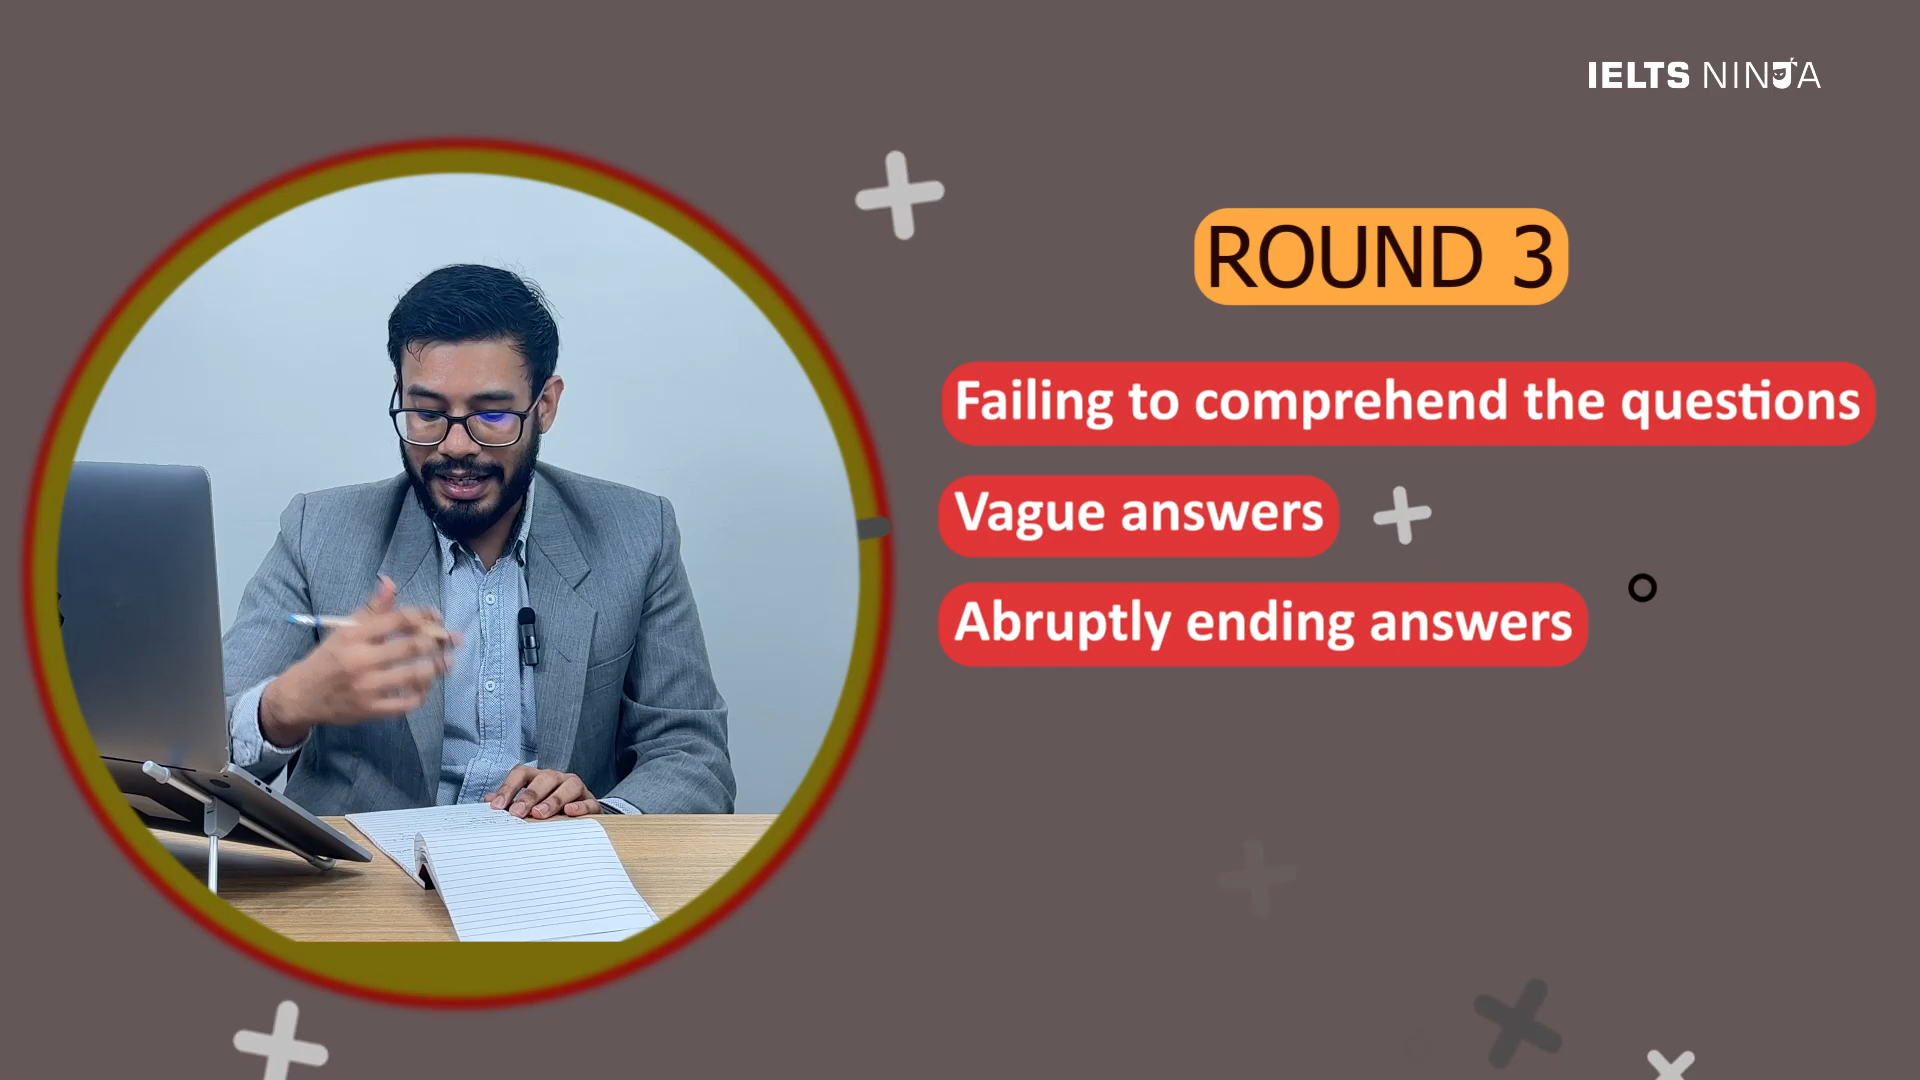 IELTS NINJA
ROUND 3
Failing to comprehend the questions
Vague answers
Abruptly ending answers